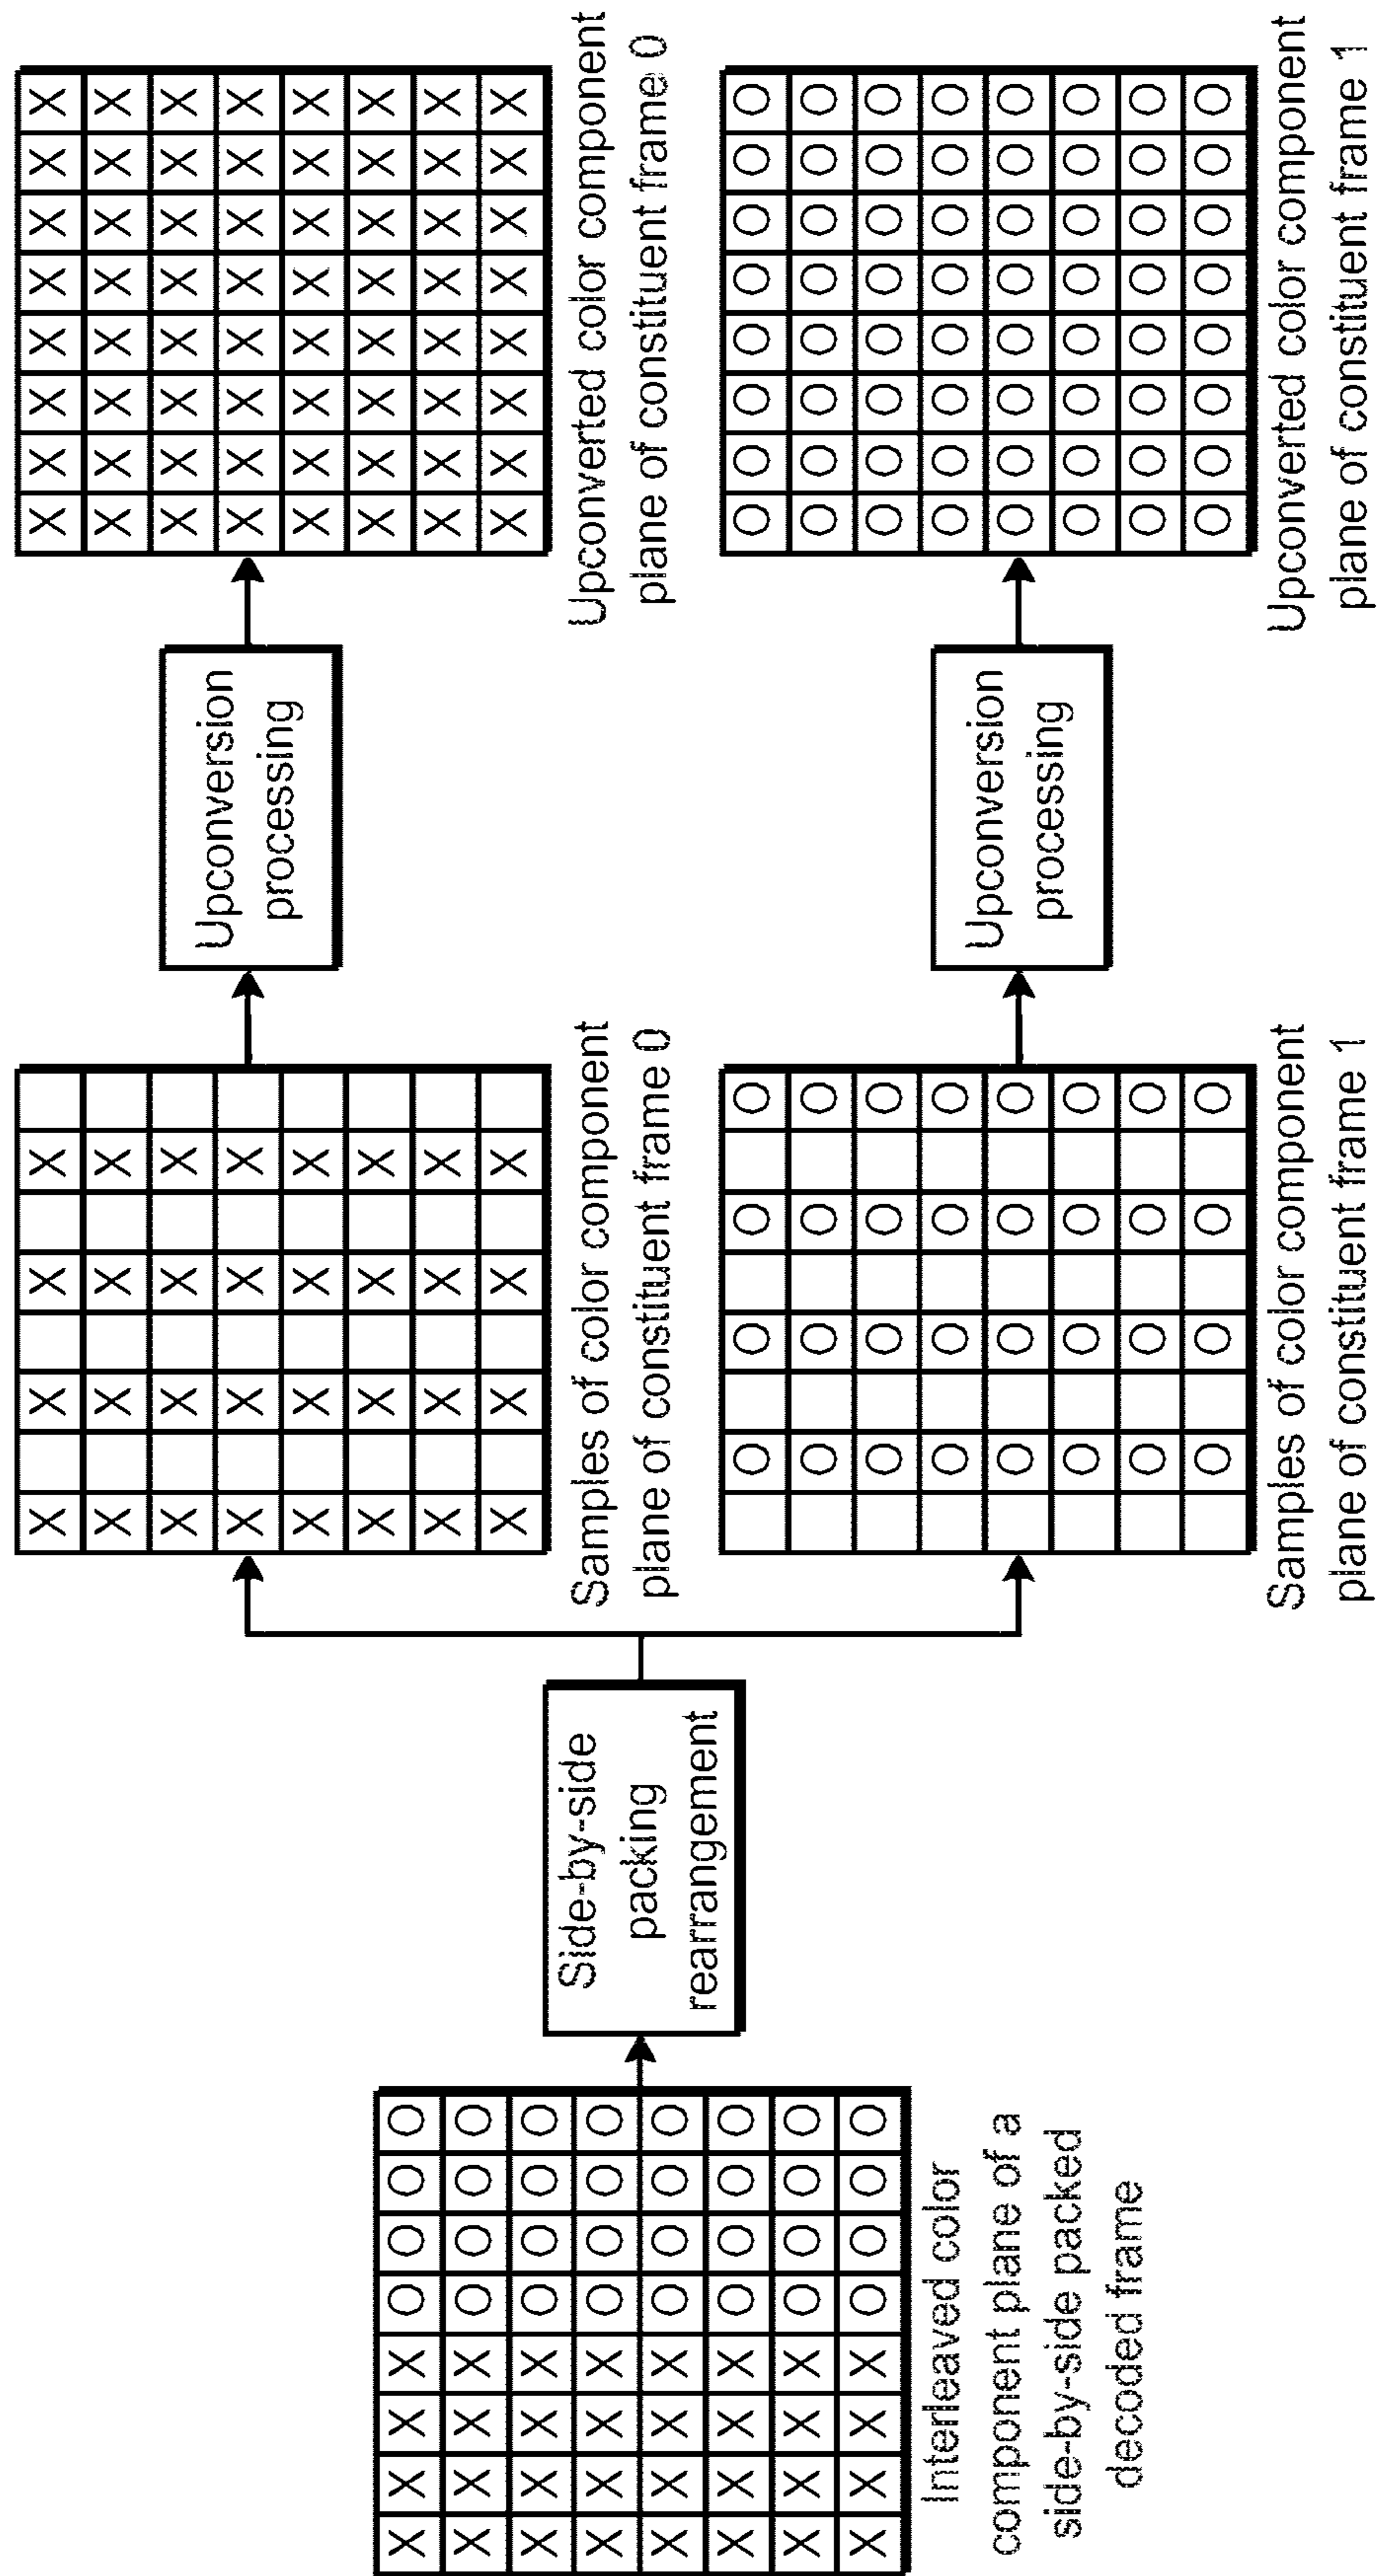 X X X X O O O O
X X X X O O O O
X X X X O O O O
X X X X O O O O
X X X X O O O O
X X X X O O O O
X X X X O O O O
X X X X O O O O
Interleaved color
component plane of a
side-by-side packed
decoded frame
Side-by-side
packing
rearrangement
X X X X
X X X X
X X X X
X X X X
X X X X
X X X X
X X X X
X X X X
Samples of color component
plane of constituent frame 0
Upconversion
processing
X X X X X X X X
X X X X X X X X
X X X X X X X X
X X X X X X X X
X X X X X X X X
X X X X X X X X
X X X X X X X X
X X X X X X X X
Upconverted color component
plane of constituent frame 0
O O O O
O O O O
O O O O
O O O O
O O O O
O O O O
O O O O
O O O O
Samples of color component
plane of constituent frame 1
Upconversion
processing
O O O O O O O O
O O O O O O O O
O O O O O O O O
O O O O O O O O
O O O O O O O O
O O O O O O O O
O O O O O O O O
O O O O O O O O
Upconverted color component
plane of constituent frame 1